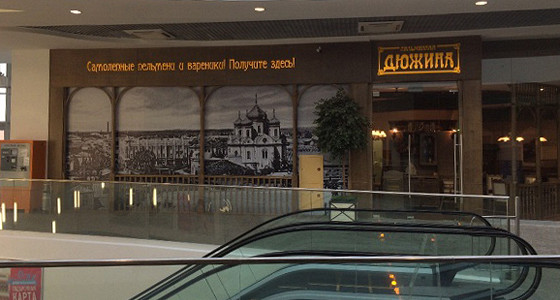 Самолепные пельмени и вареники! Получите здесь!
ПЕЛЬМЕННАЯ
ДЮЖИНА
КАРТА